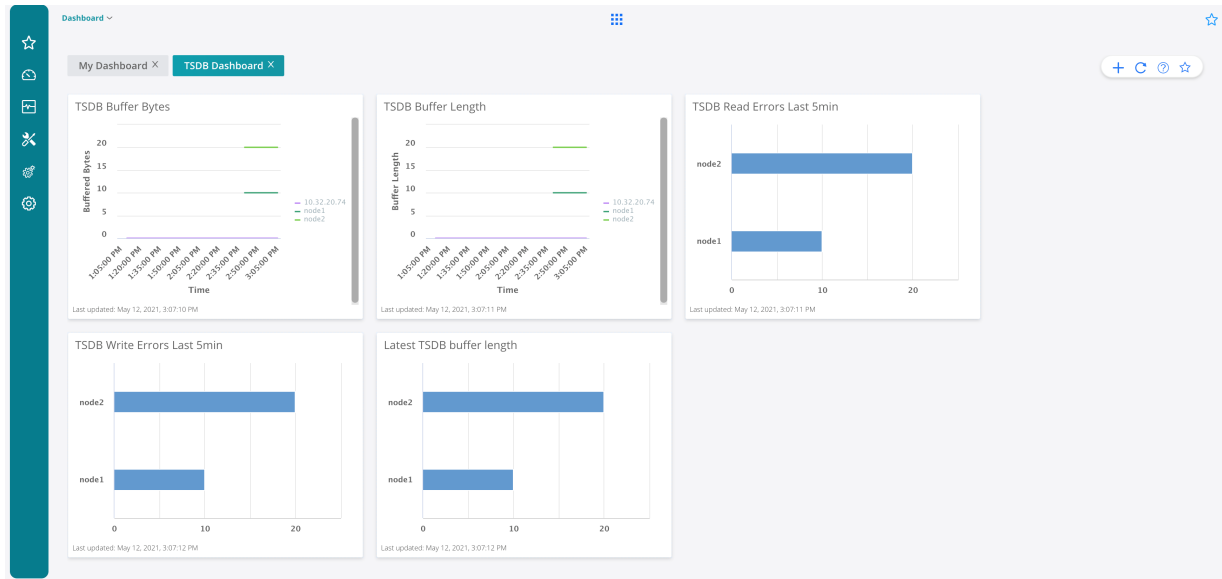 Dashboard
My Dashboard X
TSDB Dashboard X
TSDB Buffer Bytes
Buffered Bytes
20
15
10
5
0
1:05:00 PM
1:20:00 PM
1:35:00 PM
1:50:00 PM
2:05:00 PM
2:20:00 PM
2:35:00 PM
2:50:00 PM
3:05:00 PM
Time
10.32.20.74
node1
node2
Last updated: May 12, 2021, 3:07:10 PM
TSDB Buffer Length
Buffer Length
20
15
10
5
0
1:05:00 PM
1:20:00 PM
1:35:00 PM
1:50:00 PM
2:05:00 PM
2:20:00 PM
2:35:00 PM
2:50:00 PM
3:05:00 PM
Time
10.32.20.74
node1
node2
Last updated: May 12, 2021, 3:07:11 PM
TSDB Read Errors Last 5min
node2
node1
0 10 20
Last updated: May 12, 2021, 3:07:11 PM
TSDB Write Errors Last 5min
node2
node1
0 10 20
Last updated: May 12, 2021, 3:07:12 PM
Latest TSDB buffer length
node2
node1
0 10 20
Last updated: May 12, 2021, 3:07:12 PM